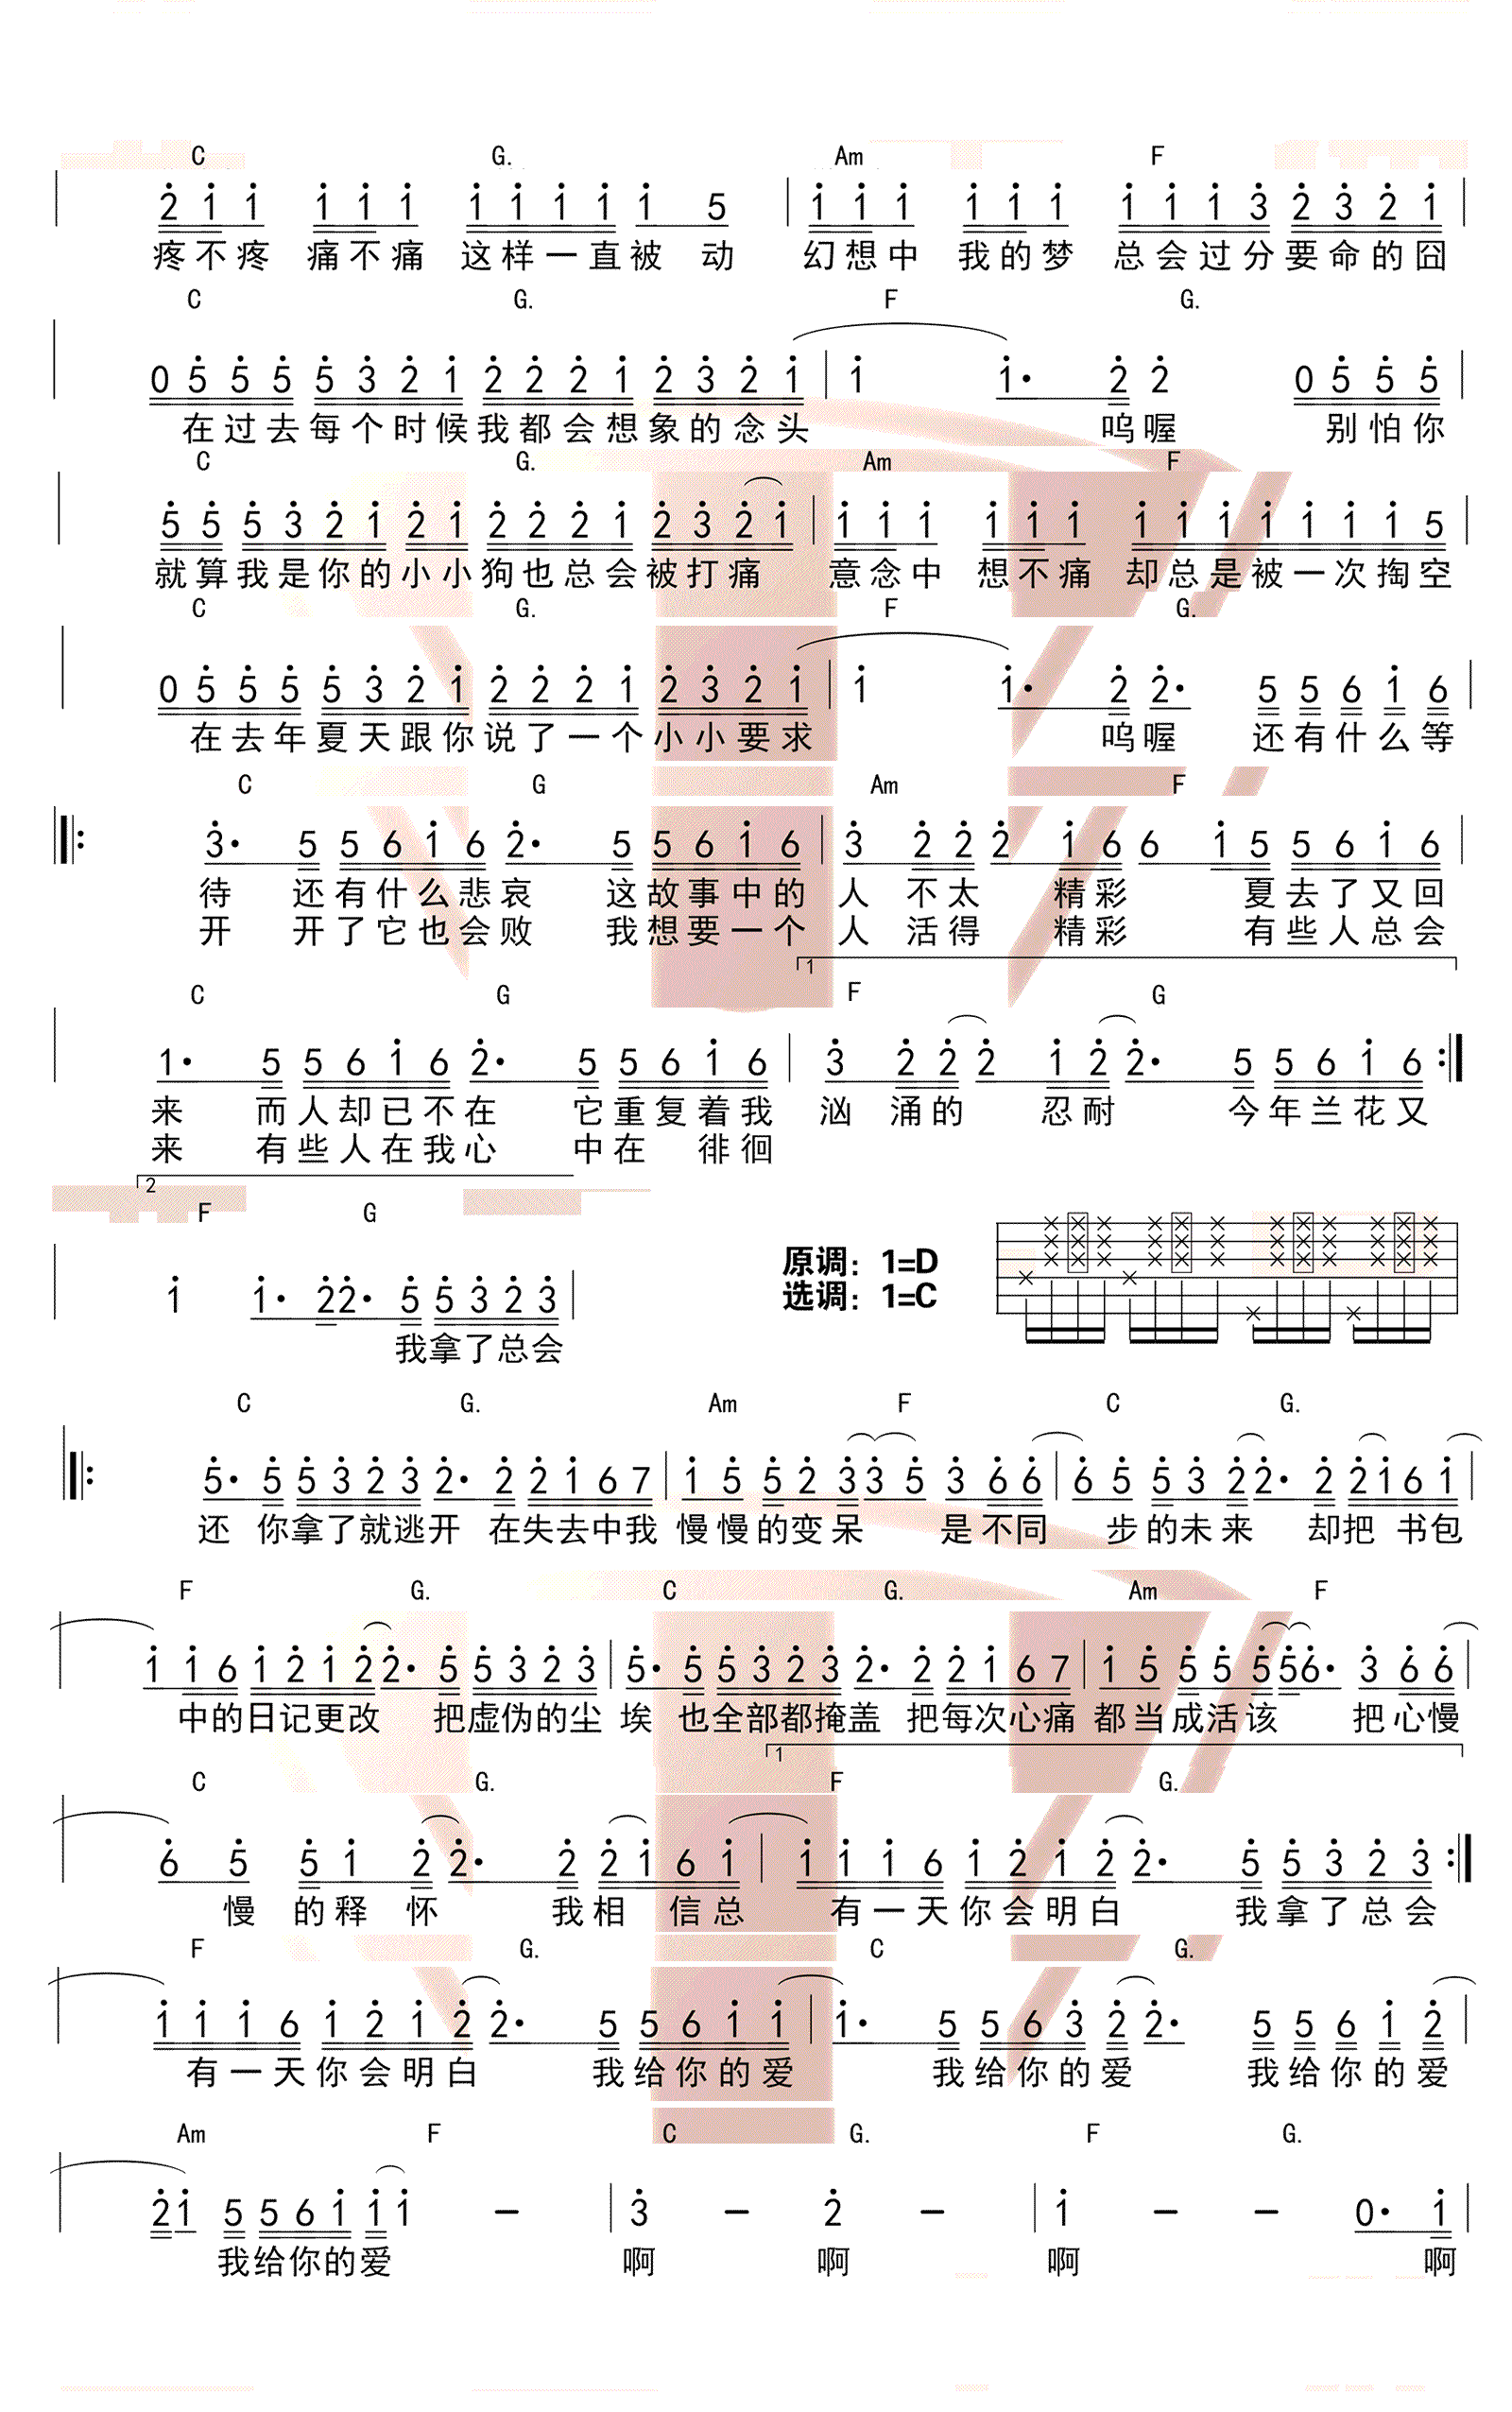 C G. Am F
2 1 1 1 1 1 1 1 1 1 1 5 | 1 1 1 1 1 1 1 1 1 3 2 3 2 1 |
疼不疼 痛不痛 这样一直被 动 幻想中 我的梦 总会过分要命的囧
C G. F G.
0 5 5 5 5 3 2 1 2 2 2 1 2 3 2 1 | 1 1· 2 2 0 5 5 5 |
在过去每个时候我都会想象的念头 呜喔 别怕你
C G. Am F
5 5 5 3 2 1 2 1 2 2 2 1 2 3 2 1 | 1 1 1 1 1 1 1 1 1 1 1 1 1 5 |
就算我是你的小小狗也总会被打痛 意念中 想不痛 却总是被一次掏空
C G. F G.
0 5 5 5 5 3 2 1 2 2 2 1 2 3 2 1 | 1 1· 2 2· 5 5 6 1 6 |
在去年夏天跟你说了一个小小要求 呜喔 还有什么等
C G Am F
3· 5 5 6 1 6 2· 5 5 6 1 6 | 3 2 2 2 1 6 6 1 5 5 6 1 6 |
待 还有什么悲哀 这故事中的 人 不太 精彩 夏去了又回
开 开了它也会败 我想要一个 人 活得 精彩 有些人总会
1
C G F G
1· 5 5 6 1 6 2· 5 5 6 1 6 | 3 2 2 2 1 2 2· 5 5 6 1 6 :|
来 而人却已不在 它重复着我 汹 涌的 忍耐 今年兰花又
来 有些人在我心 中在 徘徊
2
F G
1 1· 2 2· 5 5 3 2 3 |
我拿了总会
原调：1=D
选调：1=C
C G. Am F C G.
5· 5 5 3 2 3 2· 2 2 1 6 7 | 1 5 5 2 3 3 5 3 6 6 | 6 5 5 3 2 2· 2 2 1 6 1 |
还 你拿了就逃开 在失去中我 慢慢的变呆 是不同 步的未来 却把 书包
F G. C G. Am F
1 1 6 1 2 1 2 2· 5 5 3 2 3 | 5· 5 5 3 2 3 2· 2 2 1 6 7 | 1 5 5 5 5 5 6· 3 6 6 |
中的日记更改 把虚伪的尘 埃 也全部都掩盖 把每次心痛 都当成活该 把心慢
1
C G. F G.
6 5 5 1 2 2· 2 2 1 6 1 | 1 1 1 6 1 2 1 2 2· 5 5 3 2 3 :|
慢 的释 怀 我相 信总 有一天你会明白 我拿了总会
F G. C G.
1 1 1 6 1 2 1 2 2· 5 5 6 1 1 | 1· 5 5 6 3 2 2· 5 5 6 1 2 |
有一天你会明白 我给你的爱 我给你的爱 我给你的爱
Am F C G. F G.
2 1 5 5 6 1 1 1 － | 3 － 2 － | 1 － － 0· 1 |
我给你的爱 啊 啊 啊 啊